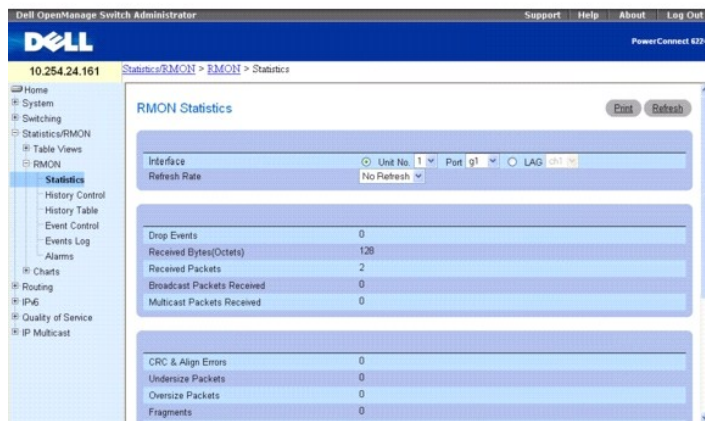 Dell OpenManage Switch Administrator
Support Help About Log Out
DELL
PowerConnect 622
10.254.24.161
Statistics/RMON > RMON > Statistics
Home
System
Switching
Statistics/RMON
Table Views
RMON
Statistics
History Control
History Table
Event Control
Events Log
Alarms
Charts
Routing
IPv6
Quality of Service
IP Multicast
RMON Statistics
Print Refresh
Interface Unit No. 1 Port g1 LAG ch1
Refresh Rate No Refresh
Drop Events 0
Received Bytes(Octets) 128
Received Packets 2
Broadcast Packets Received 0
Multicast Packets Received 0
CRC & Align Errors 0
Undersize Packets 0
Oversize Packets 0
Fragments 0